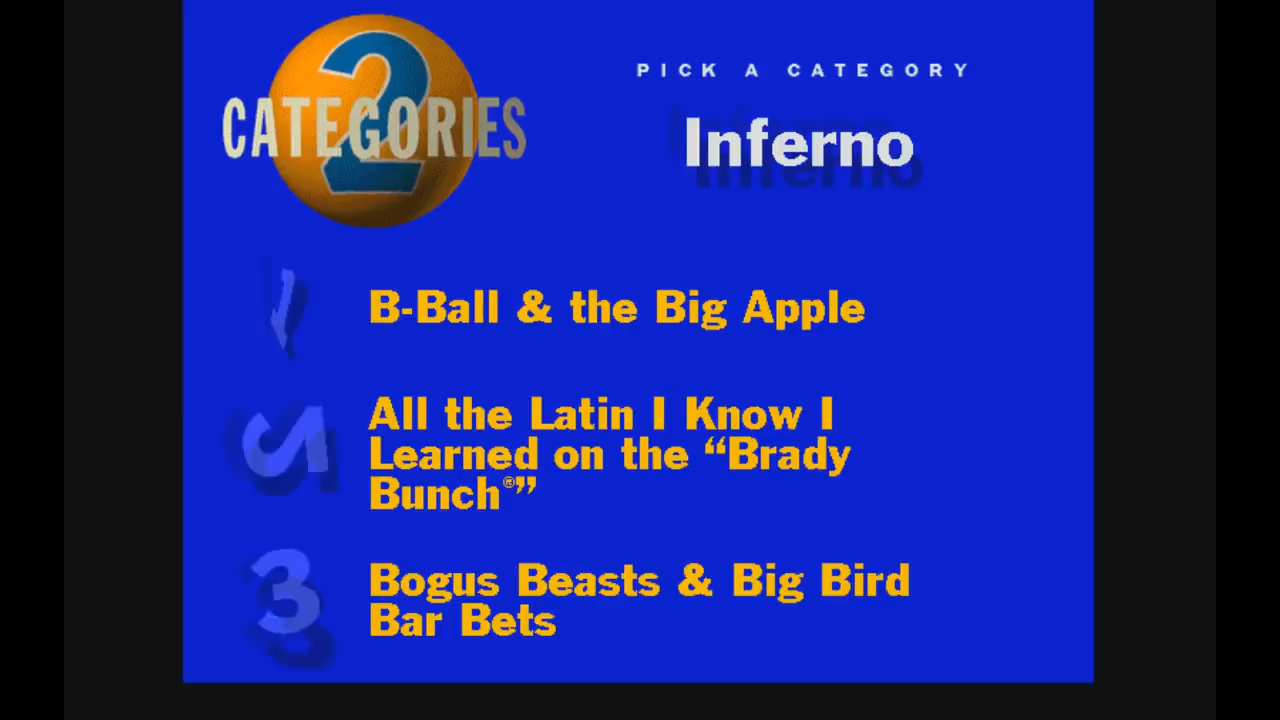 2
CATEGORIES
PICK A CATEGORY
Inferno
1
B-Ball & the Big Apple
2
All the Latin I Know I
Learned on the “Brady
Bunch®”
3
Bogus Beasts & Big Bird
Bar Bets